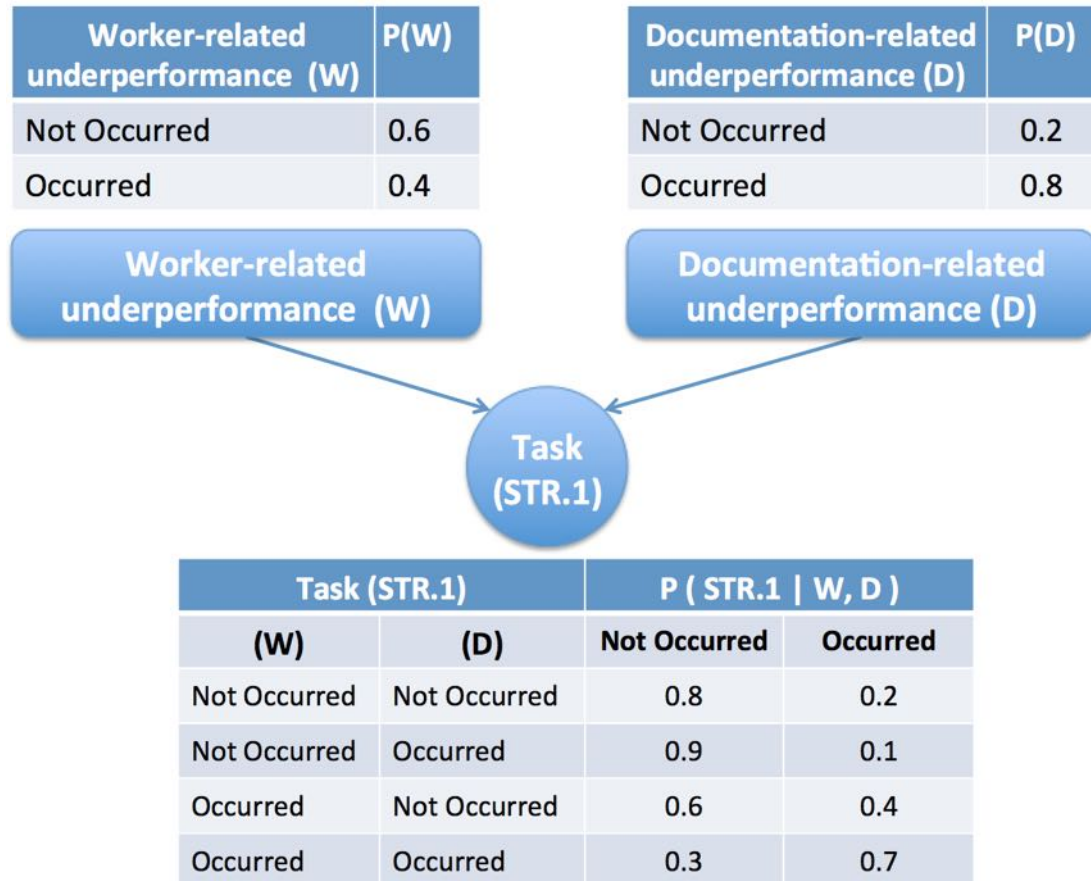 Worker-related underperformance (W) P(W)
Not Occurred 0.6
Occurred 0.4
Documentation-related underperformance (D) P(D)
Not Occurred 0.2
Occurred 0.8
Worker-related
underperformance (W)
Documentation-related
underperformance (D)
Task
(STR.1)
Task (STR.1) P ( STR.1 | W, D )
(W) (D) Not Occurred Occurred
Not Occurred Not Occurred 0.8 0.2
Not Occurred Occurred 0.9 0.1
Occurred Not Occurred 0.6 0.4
Occurred Occurred 0.3 0.7